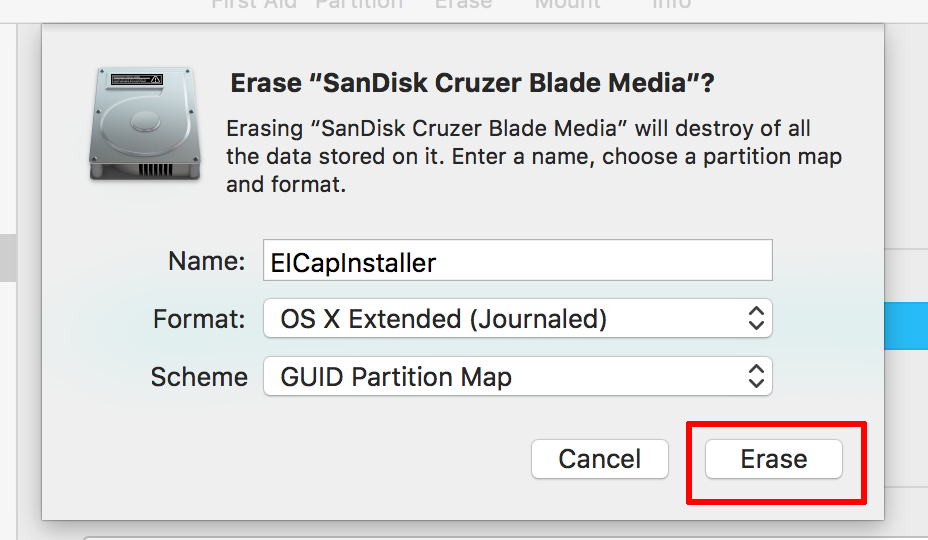 First Aid Partition Erase Mount Info
Erase “SanDisk Cruzer Blade Media”?
Erasing “SanDisk Cruzer Blade Media” will destroy of all
the data stored on it. Enter a name, choose a partition map
and format.
Name: ElCapInstaller
Format: OS X Extended (Journaled)
Scheme GUID Partition Map
Cancel Erase